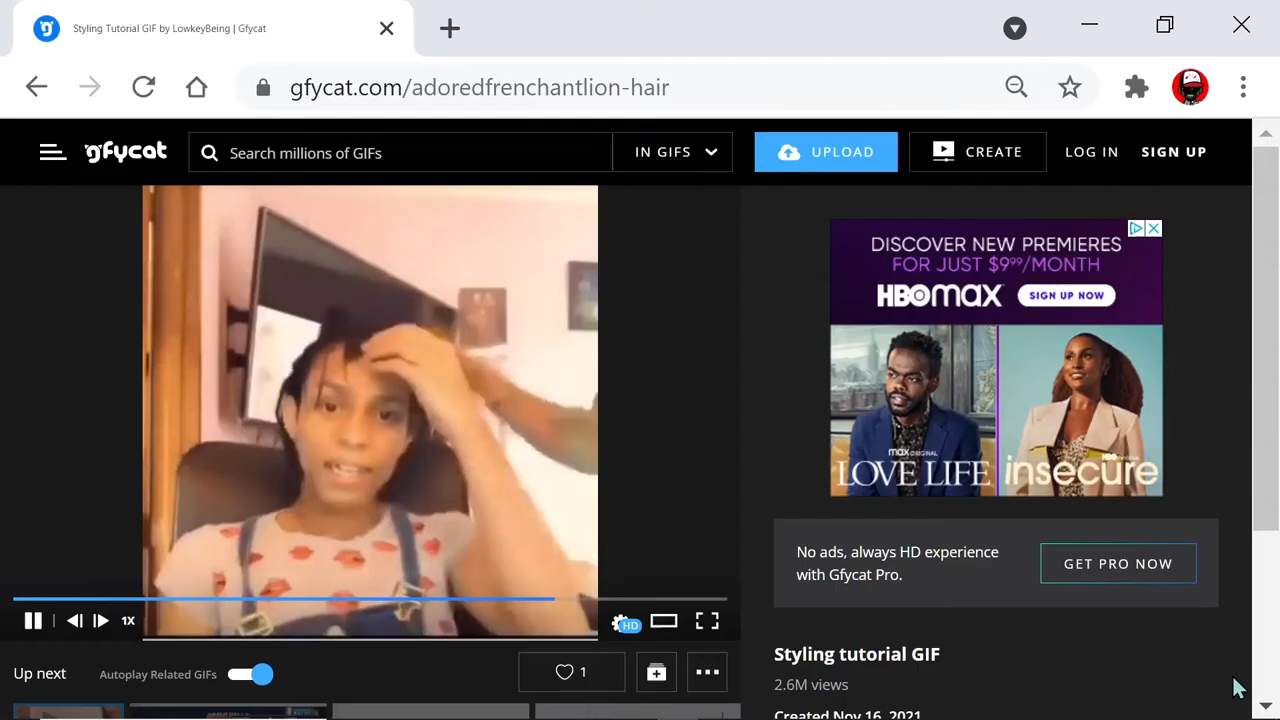 Styling Tutorial GIF by LowkeyBeing | Gfycat
gfycat.com/adoredfrenchantlion-hair
gfycat
Search millions of GIFs
IN GIFS
UPLOAD
CREATE
LOG IN
SIGN UP
DISCOVER NEW PREMIERES
FOR JUST $9⁹⁹/MONTH
HBOmax
SIGN UP NOW
max ORIGINAL
LOVE LIFE
HBO
insecure
No ads, always HD experience
with Gfycat Pro.
GET PRO NOW
1X
HD
Up next
Autoplay Related GIFs
1
Styling tutorial GIF
2.6M views
Created Nov 16, 2021